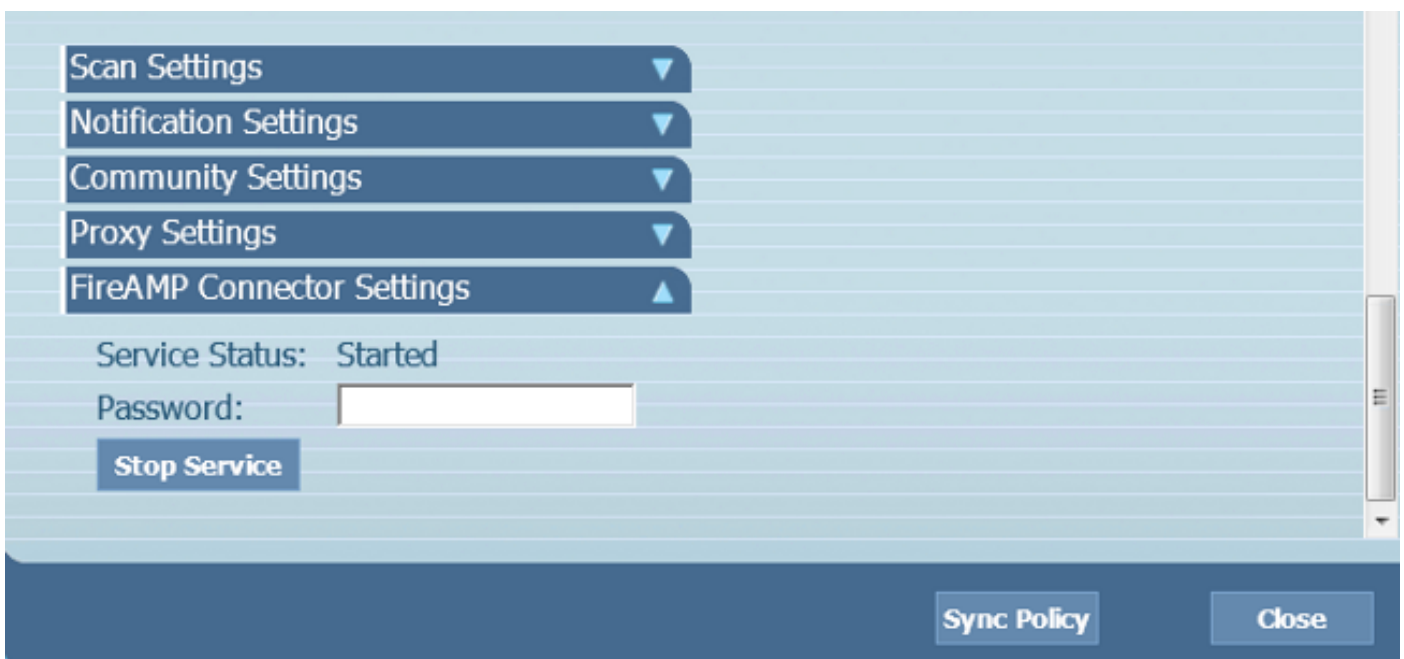 Scan Settings
Notification Settings
Community Settings
Proxy Settings
FireAMP Connector Settings
Service Status: Started
Password:
Stop Service
Sync Policy Close